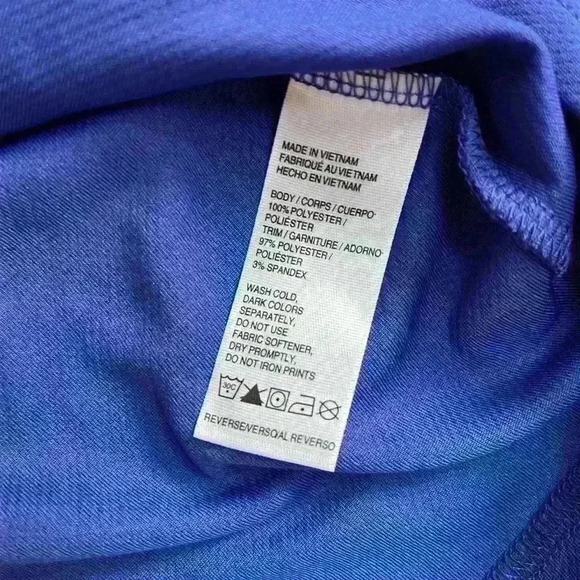 MADE IN VIETNAM
FABRIQUÉ AU VIETNAM
HECHO EN VIETNAM
BODY / CORPS / CUERPO
100% POLYESTER /
POLIÉSTER
TRIM / GARNITURE / ADORNO
97% POLYESTER /
POLIÉSTER
3% SPANDEX
WASH COLD,
DARK COLORS
SEPARATELY,
DO NOT USE
FABRIC SOFTENER,
DRY PROMPTLY,
DO NOT IRON PRINTS
30C
REVERSE/VERSO/AL REVERSO